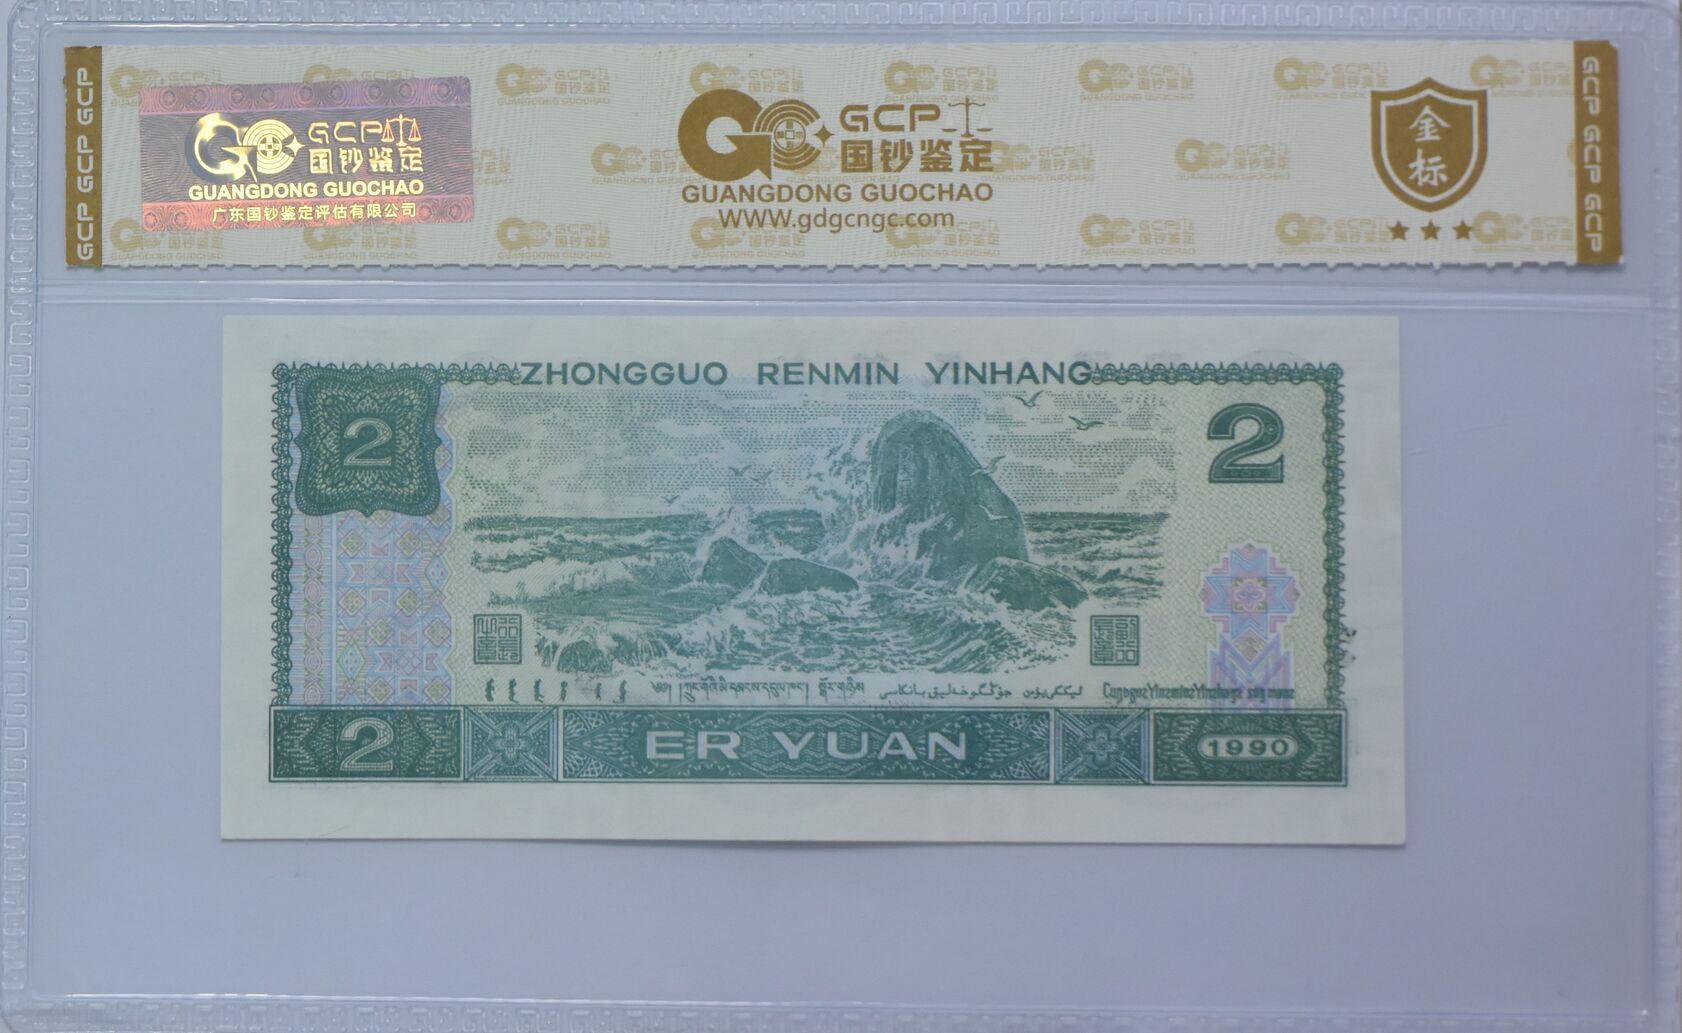 GCP GCP GCP
GCP
国钞鉴定
GUANGDONG GUOCHAO
广东国钞鉴定评估有限公司
GCP
国钞鉴定
GUANGDONG GUOCHAO
WWW.gdgcngc.com
金标
GCP GCP GCP
ZHONGGUO RENMIN YINHANG
2
2
2
ER YUAN
1990